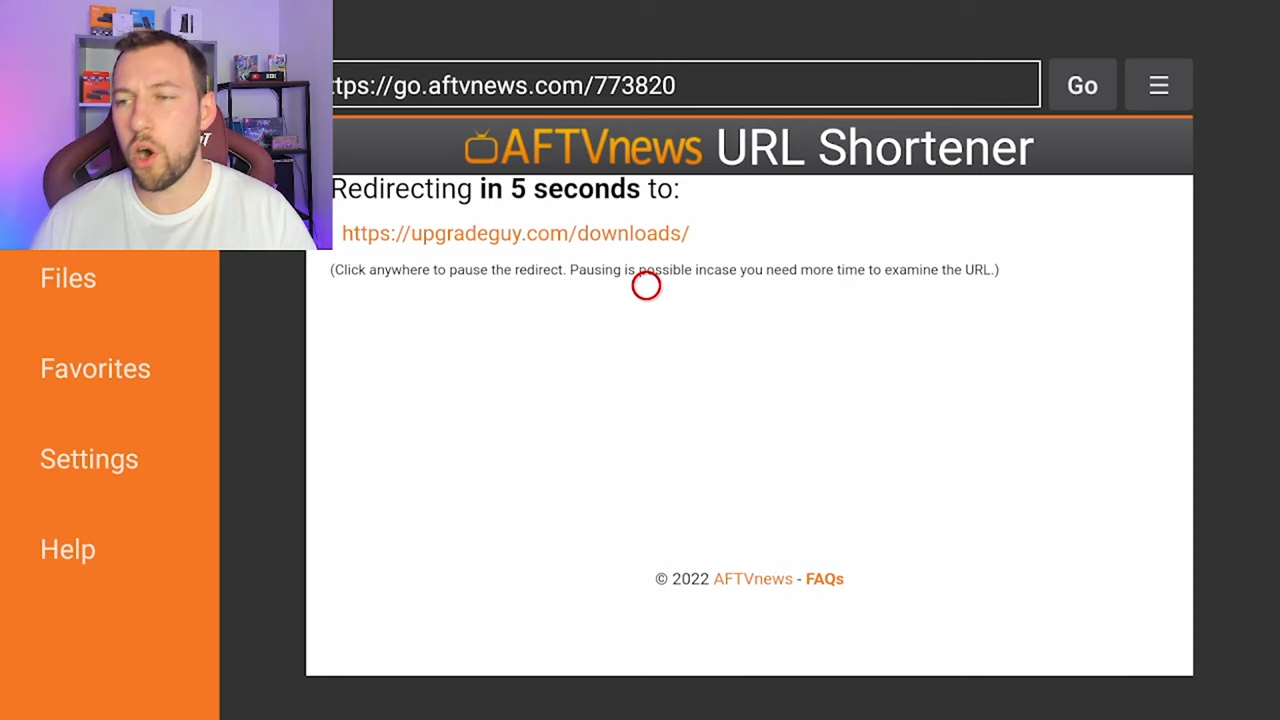 ttps://go.aftvnews.com/773820
Go
AFTVnews URL Shortener
Redirecting in 5 seconds to:
https://upgradeguy.com/downloads/
(Click anywhere to pause the redirect. Pausing is possible incase you need more time to examine the URL.)
Files
Favorites
Settings
Help
© 2022 AFTVnews - FAQs